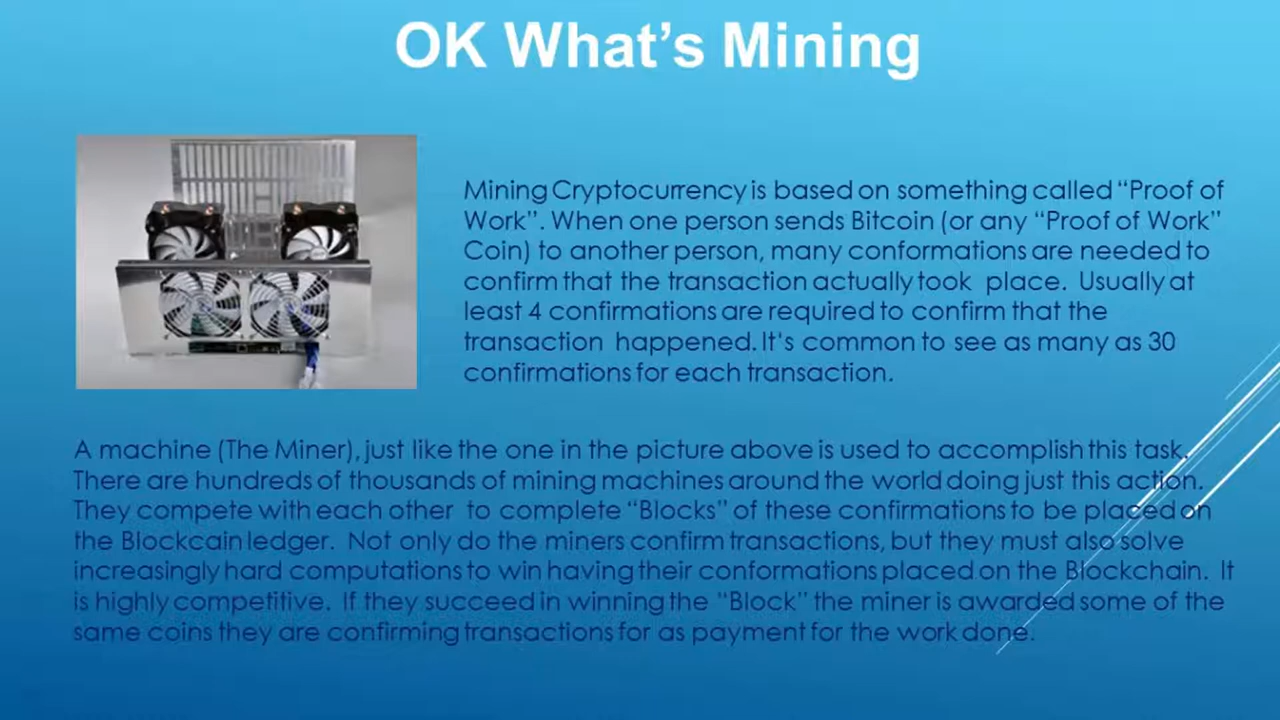 OK What's Mining
Mining Cryptocurrency is based on something called “Proof of
Work”. When one person sends Bitcoin (or any “Proof of Work”
Coin) to another person, many conformations are needed to
confirm that the transaction actually took place. Usually at
least 4 confirmations are required to confirm that the
transaction happened. It's common to see as many as 30
confirmations for each transaction.
A machine (The Miner), just like the one in the picture above is used to accomplish this task.
There are hundreds of thousands of mining machines around the world doing just this action.
They compete with each other to complete “Blocks” of these confirmations to be placed on
the Blockcain ledger. Not only do the miners confirm transactions, but they must also solve
increasingly hard computations to win having their conformations placed on the Blockchain. It
is highly competitive. If they succeed in winning the “Block” the miner is awarded some of the
same coins they are confirming transactions for as payment for the work done.